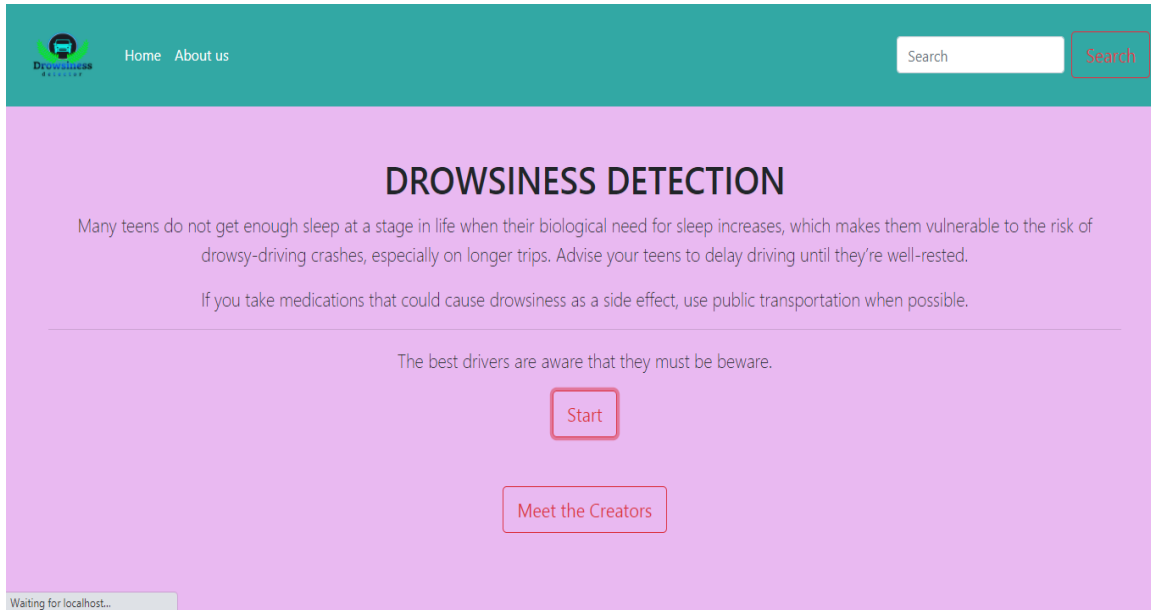 Drowsiness
detector
Home About us
Search
Search
DROWSINESS DETECTION
Many teens do not get enough sleep at a stage in life when their biological need for sleep increases, which makes them vulnerable to the risk of
drowsy-driving crashes, especially on longer trips. Advise your teens to delay driving until they’re well-rested.
If you take medications that could cause drowsiness as a side effect, use public transportation when possible.
The best drivers are aware that they must be beware.
Start
Meet the Creators
Waiting for localhost...